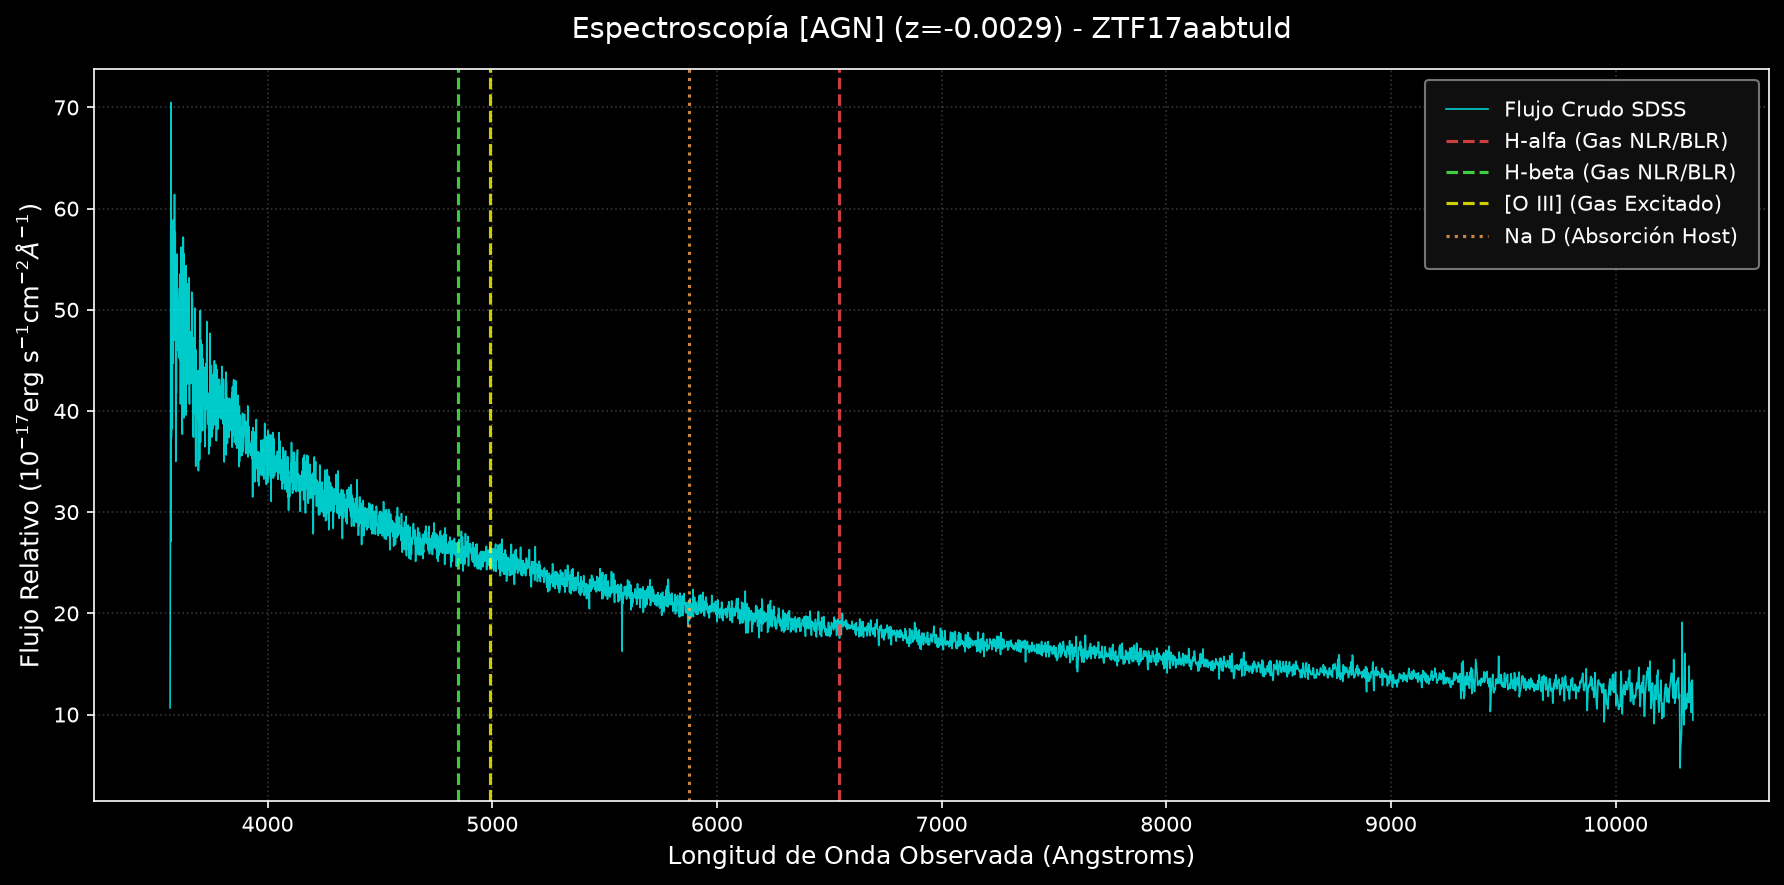 Espectroscopía [AGN] (z=-0.0029) - ZTF17aabtuld
Flujo Relativo (10⁻¹⁷erg s⁻¹cm⁻²Å⁻¹)
70
60
50
40
30
20
10
Flujo Crudo SDSS
H-alfa (Gas NLR/BLR)
H-beta (Gas NLR/BLR)
[O III] (Gas Excitado)
Na D (Absorción Host)
4000 5000 6000 7000 8000 9000 10000
Longitud de Onda Observada (Angstroms)